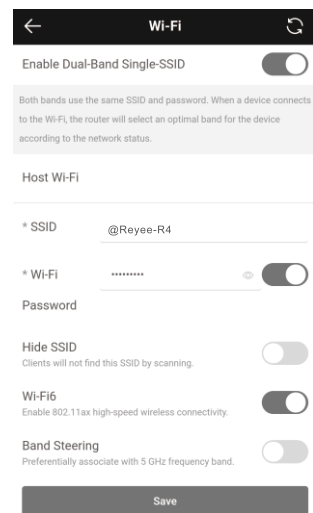 Wi-Fi
Enable Dual-Band Single-SSID
Both bands use the same SSID and password. When a device connects
to the Wi-Fi, the router will select an optimal band for the device
according to the network status.
Host Wi-Fi
* SSID @Reyee-R4
* Wi-Fi ·········
Password
Hide SSID
Clients will not find this SSID by scanning.
Wi-Fi6
Enable 802.11ax high-speed wireless connectivity.
Band Steering
Preferentially associate with 5 GHz frequency band.
Save